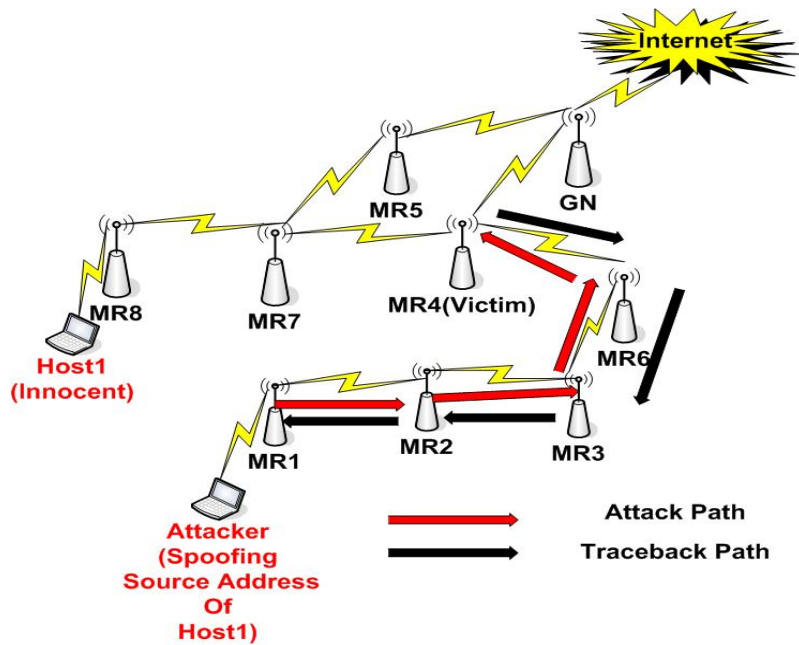 Internet
MR5
GN
MR8
MR7
MR4(Victim)
MR6
Host1
(Innocent)
MR1
MR2
MR3
Attacker
(Spoofing
Source Address
Of
Host1)
Attack Path
Traceback Path